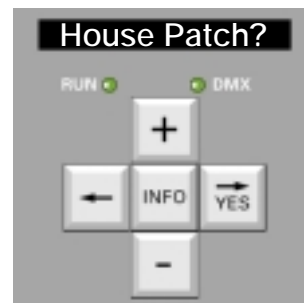 House Patch?
RUN DMX
+
INFO YES
-